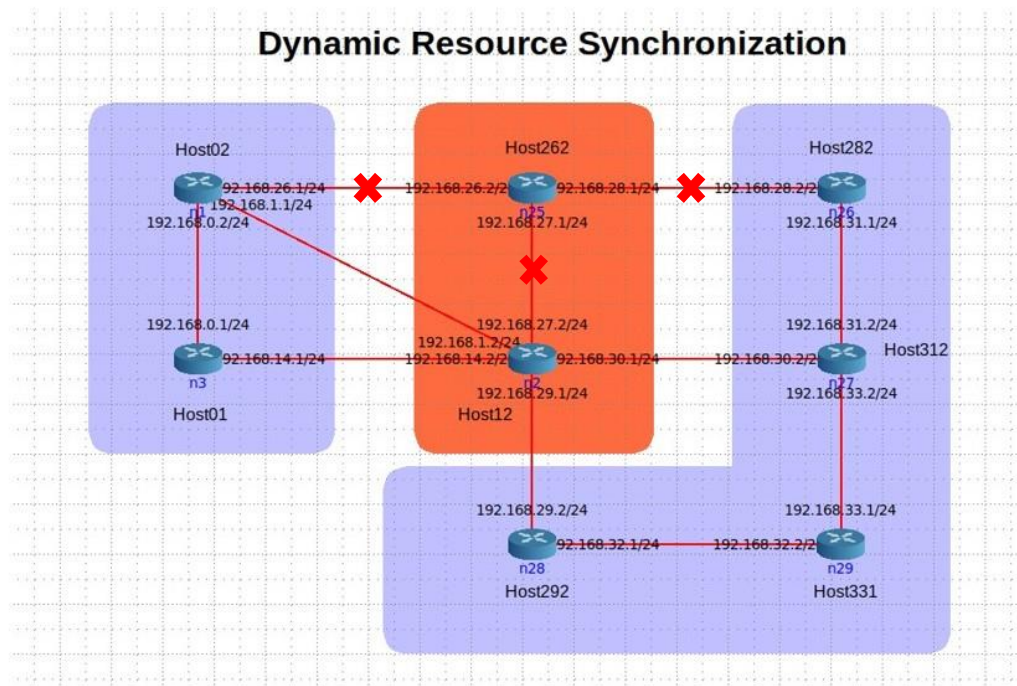 Dynamic Resource Synchronization
Host02
Host262
Host282
92.168.26.1/24
192.168.26.2/2
92.168.28.1/24
192.168.28.2/2
n1
192.168.1.1/24
n25
n26
192.168.0.2/24
192.168.27.1/24
192.168.31.1/24
192.168.0.1/24
192.168.27.2/24
192.168.31.2/24
192.168.1.2/24
Host312
92.168.14.1/24
192.168.14.2/2
92.168.30.1/24
192.168.30.2/2
n3
n2
n27
192.168.29.1/24
192.168.33.2/24
Host01
Host12
192.168.29.2/24
192.168.33.1/24
92.168.32.1/24
192.168.32.2/2
n28
n29
Host292
Host331